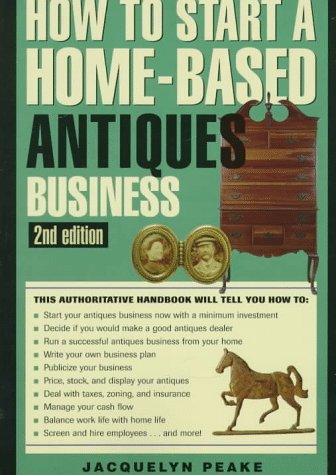 HOW TO START A
HOME-BASED
ANTIQUES
BUSINESS
2nd edition
THIS AUTHORITATIVE HANDBOOK WILL TELL YOU HOW TO:
Start your antiques business now with a minimum investment
Decide if you would make a good antiques dealer
Run a successful antiques business from your home
Write your own business plan
Publicize your business
Price, stock, and display your antiques
Deal with taxes, zoning, and insurance
Manage your cash flow
Balance work life with home life
Screen and hire employees . . . and more!
JACQUELYN PEAKE